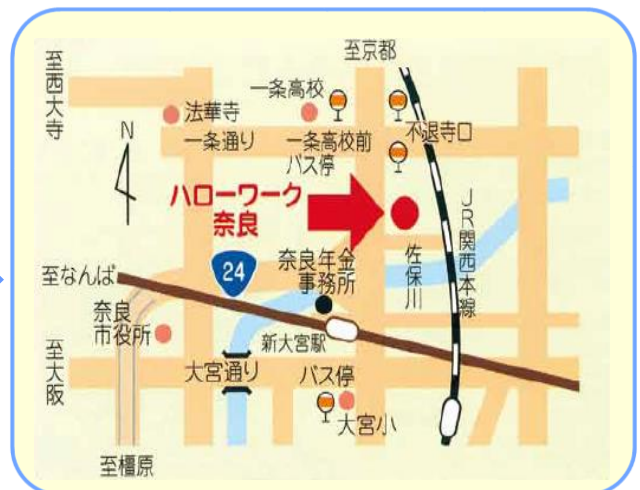 至京都
至西大寺
一条高校
法華寺
一条通り
一条高校前
バス停
不退寺口
N
ハローワーク
奈良
JR関西本線
佐保川
奈良年金
事務所
24
至なんば
奈良
市役所
新大宮駅
至大阪
大宮通り
バス停
大宮小
至橿原